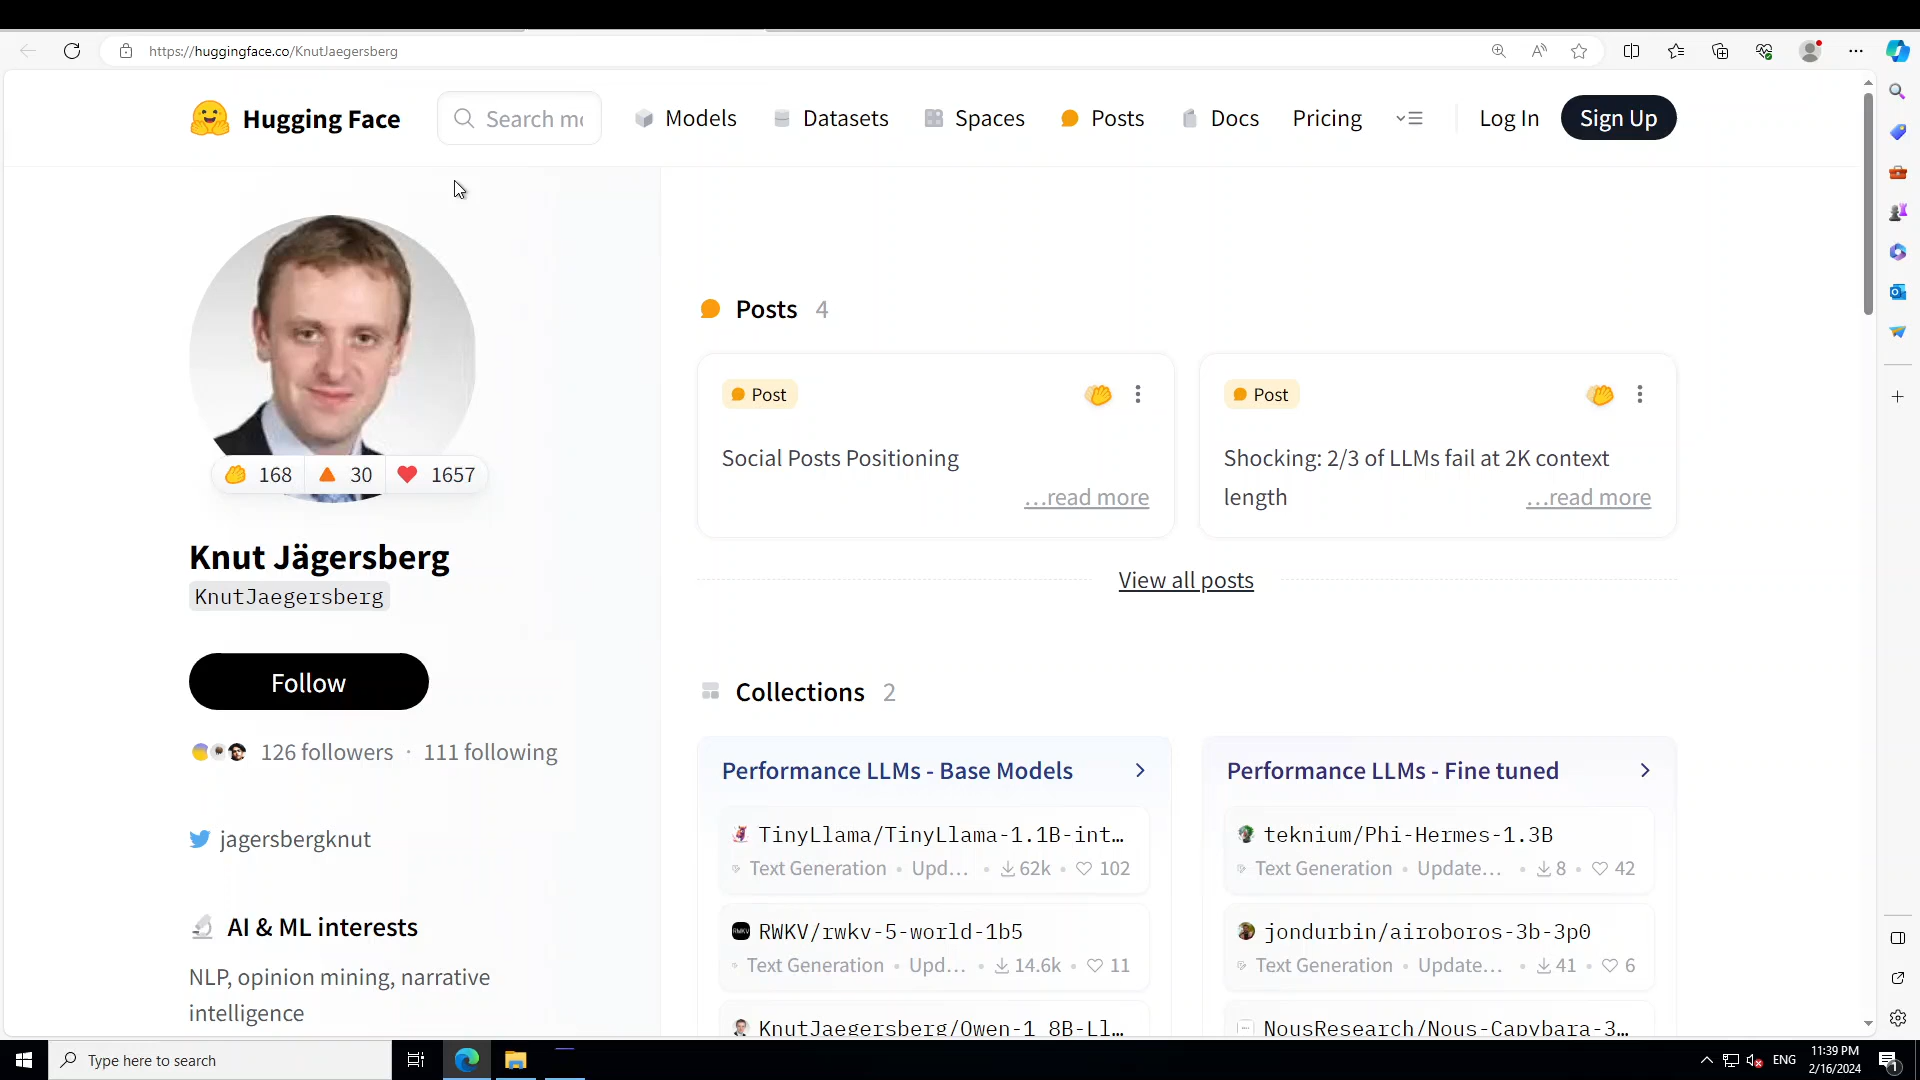 https://huggingface.co/KnutJaegersberg
Hugging Face
Search mo
Models
Datasets
Spaces
Posts
Docs
Pricing
Log In
Sign Up
168
30
1657
Knut Jägersberg
KnutJaegersberg
Follow
126 followers · 111 following
jagersbergknut
AI & ML interests
NLP, opinion mining, narrative
intelligence
Posts 4
Post
Social Posts Positioning
...read more
Post
Shocking: 2/3 of LLMs fail at 2K context
length
...read more
View all posts
Collections 2
Performance LLMs - Base Models
TinyLlama/TinyLlama-1.1B-int…
Text Generation • Upd… • 62k • 102
RWKV/rwkv-5-world-1b5
Text Generation • Upd… • 14.6k • 11
KnutJaegersberg/Qwen-1_8B-Ll…
Performance LLMs - Fine tuned
teknium/Phi-Hermes-1.3B
Text Generation • Update… • 8 • 42
jondurbin/airoboros-3b-3p0
Text Generation • Update… • 41 • 6
NousResearch/Nous-Capybara-3…
Type here to search
ENG
11:39 PM
2/16/2024
1